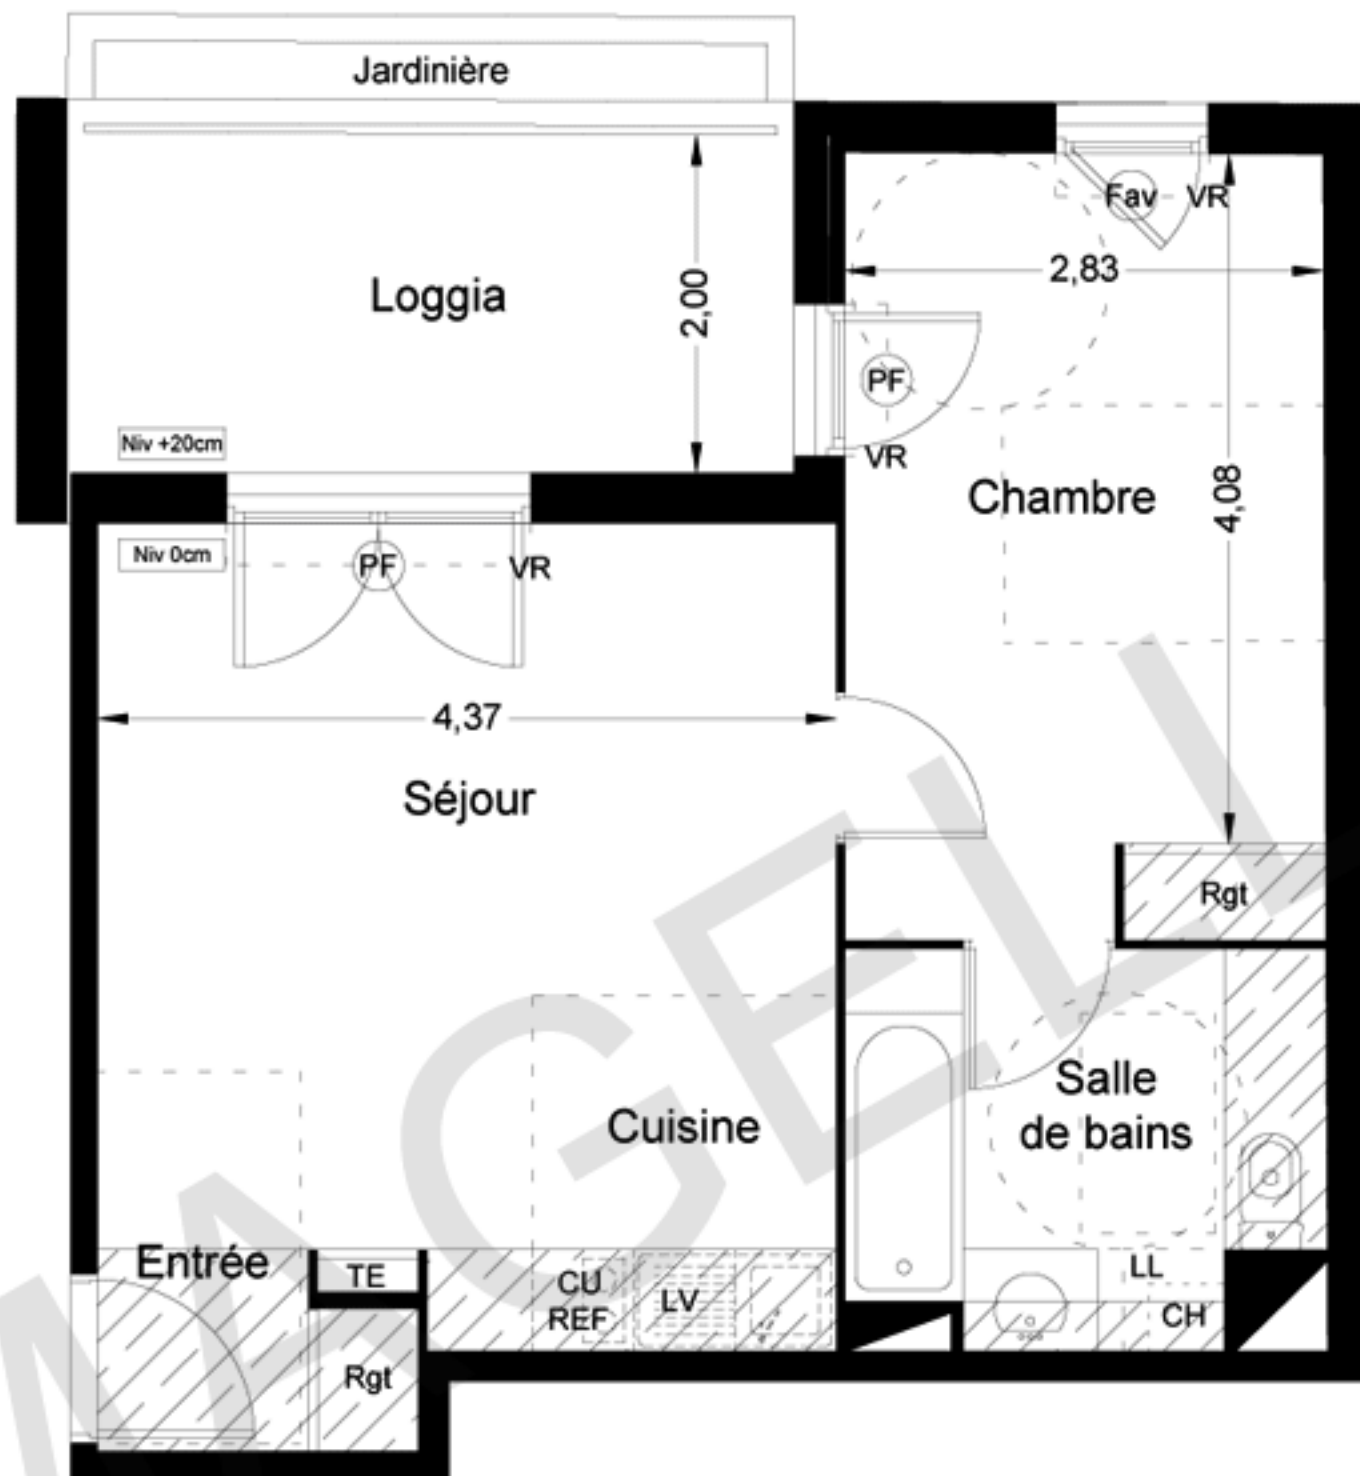 Jardinière
Fav
VR
2,83
Loggia
2,00
PF
VR
Niv +20cm
Chambre
4,08
Niv 0cm
PF
VR
4,37
Séjour
Rgt
Salle
de bains
Cuisine
Entrée
TE
CU
REF
LV
LL
CH
Rgt
MAGELL